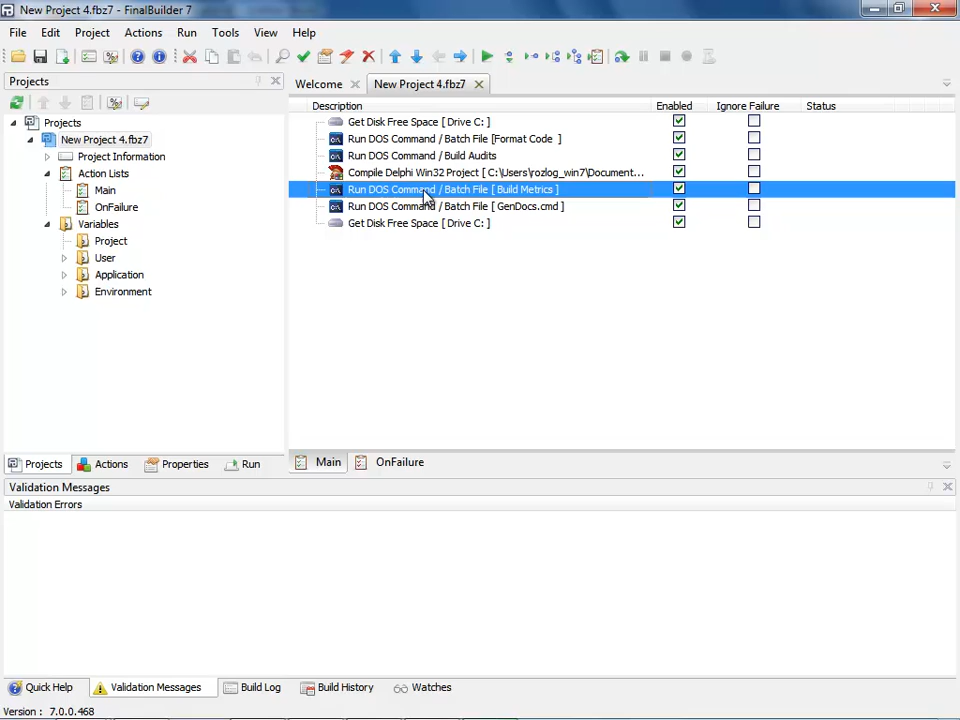 New Project 4.fbz7 - FinalBuilder 7
File Edit Project Actions Run Tools View Help
Projects
Welcome New Project 4.fbz7
Description Enabled Ignore Failure Status
Projects
New Project 4.fbz7
Project Information
Action Lists
Main
OnFailure
Variables
Project
User
Application
Environment
Get Disk Free Space [ Drive C: ]
Run DOS Command / Batch File [Format Code ]
Run DOS Command / Build Audits
Compile Delphi Win32 Project [ C:\Users\rozlog_win7\Document...
Run DOS Command / Batch File [ Build Metrics ]
Run DOS Command / Batch File [ GenDocs.cmd ]
Get Disk Free Space [ Drive C: ]
Projects Actions Properties Run
Main OnFailure
Validation Messages
Validation Errors
Quick Help Validation Messages Build Log Build History Watches
Version : 7.0.0.468